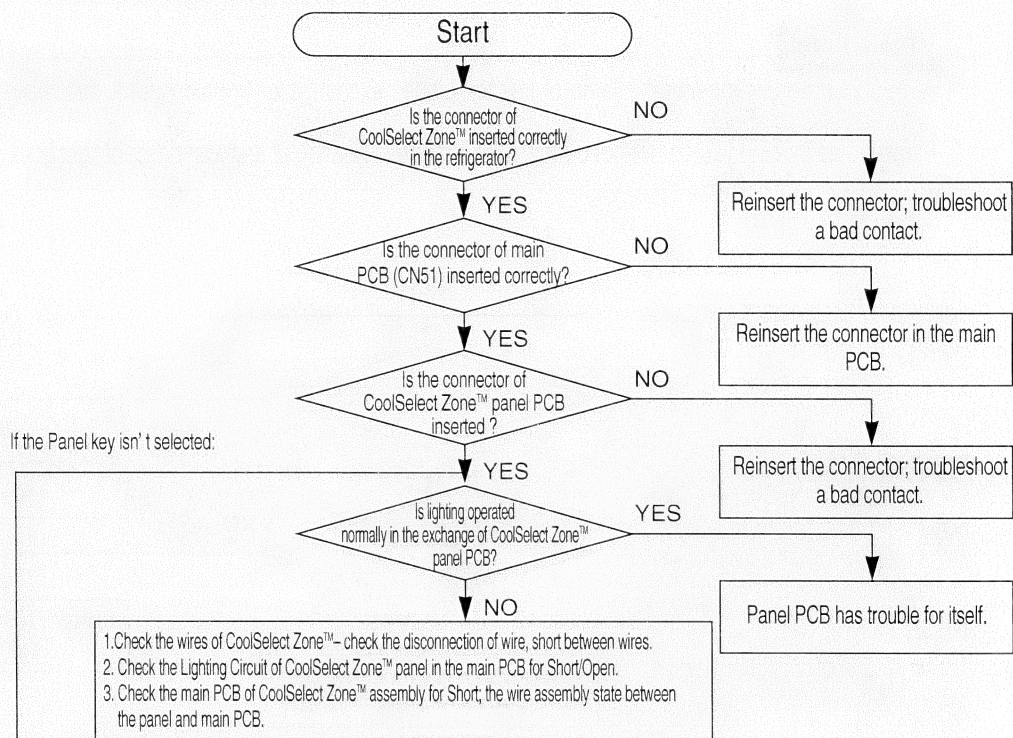 Start
Is the connector of
CoolSelect Zone™ inserted correctly
in the refrigerator?
NO
Reinsert the connector; troubleshoot
a bad contact.
YES
Is the connector of main
PCB (CN51) inserted correctly?
NO
Reinsert the connector in the main
PCB.
YES
Is the connector of
CoolSelect Zone™ panel PCB
inserted ?
NO
Reinsert the connector; troubleshoot
a bad contact.
If the Panel key isn' t selected:
YES
Is lighting operated
normally in the exchange of CoolSelect Zone™
panel PCB?
YES
Panel PCB has trouble for itself.
NO
1.Check the wires of CoolSelect Zone™– check the disconnection of wire, short between wires.
2. Check the Lighting Circuit of CoolSelect Zone™ panel in the main PCB for Short/Open.
3. Check the main PCB of CoolSelect Zone™ assembly for Short; the wire assembly state between
the panel and main PCB.